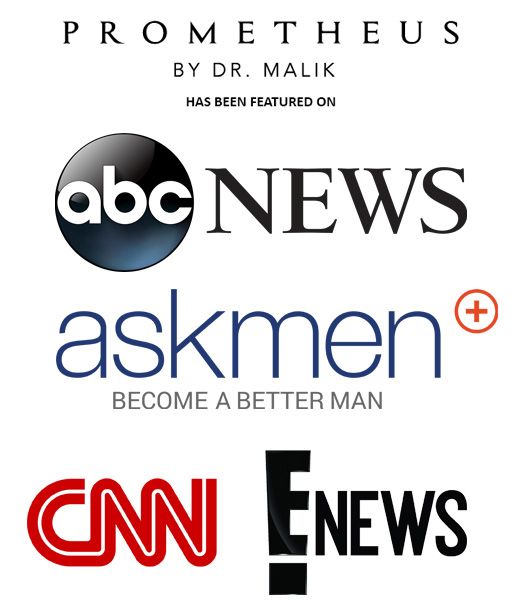 PROMETHEUS
BY DR. MALIK
HAS BEEN FEATURED ON
abc NEWS
askmen+
BECOME A BETTER MAN
CNN
E! NEWS